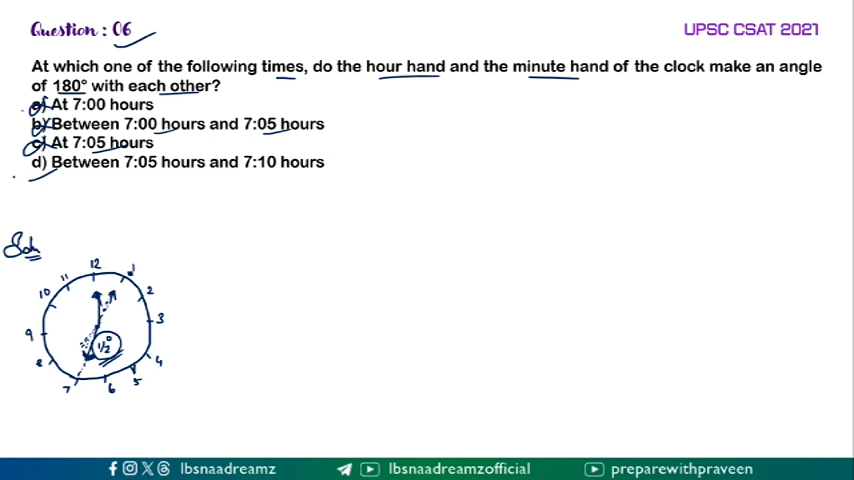 Question : 06
UPSC CSAT 2021
At which one of the following times, do the hour hand and the minute hand of the clock make an angle
of 180° with each other?
a) At 7:00 hours
b) Between 7:00 hours and 7:05 hours
c) At 7:05 hours
d) Between 7:05 hours and 7:10 hours
Soln
12
11
1
10
2
9
3
1/2°
8
4
7
6
5
lbsnaadreamz
lbsnaadreamzofficial
preparewithpraveen